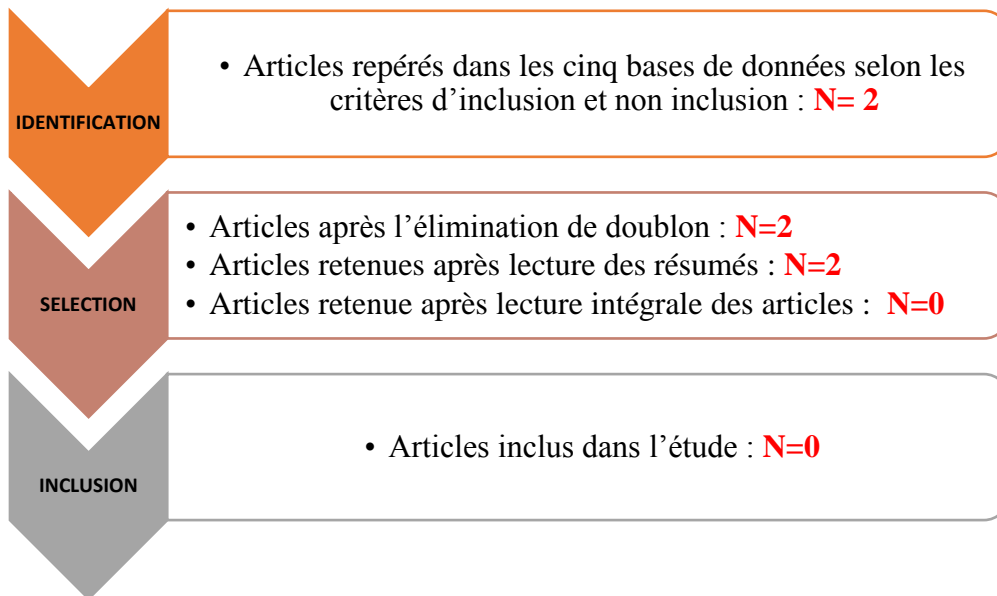 IDENTIFICATION
• Articles repérés dans les cinq bases de données selon les
critères d’inclusion et non inclusion : N= 2
SELECTION
• Articles après l’élimination de doublon : N=2
• Articles retenues après lecture des résumés : N=2
• Articles retenue après lecture intégrale des articles : N=0
INCLUSION
• Articles inclus dans l’étude : N=0